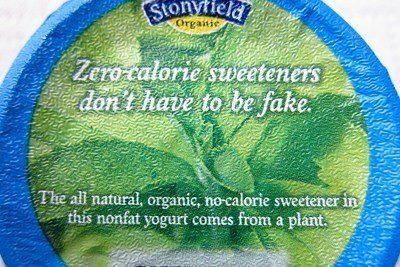 Stonyfield
Organic
Zero-calorie sweeteners
don't have to be fake.
The all natural, organic, no-calorie sweetener in
this nonfat yogurt comes from a plant.